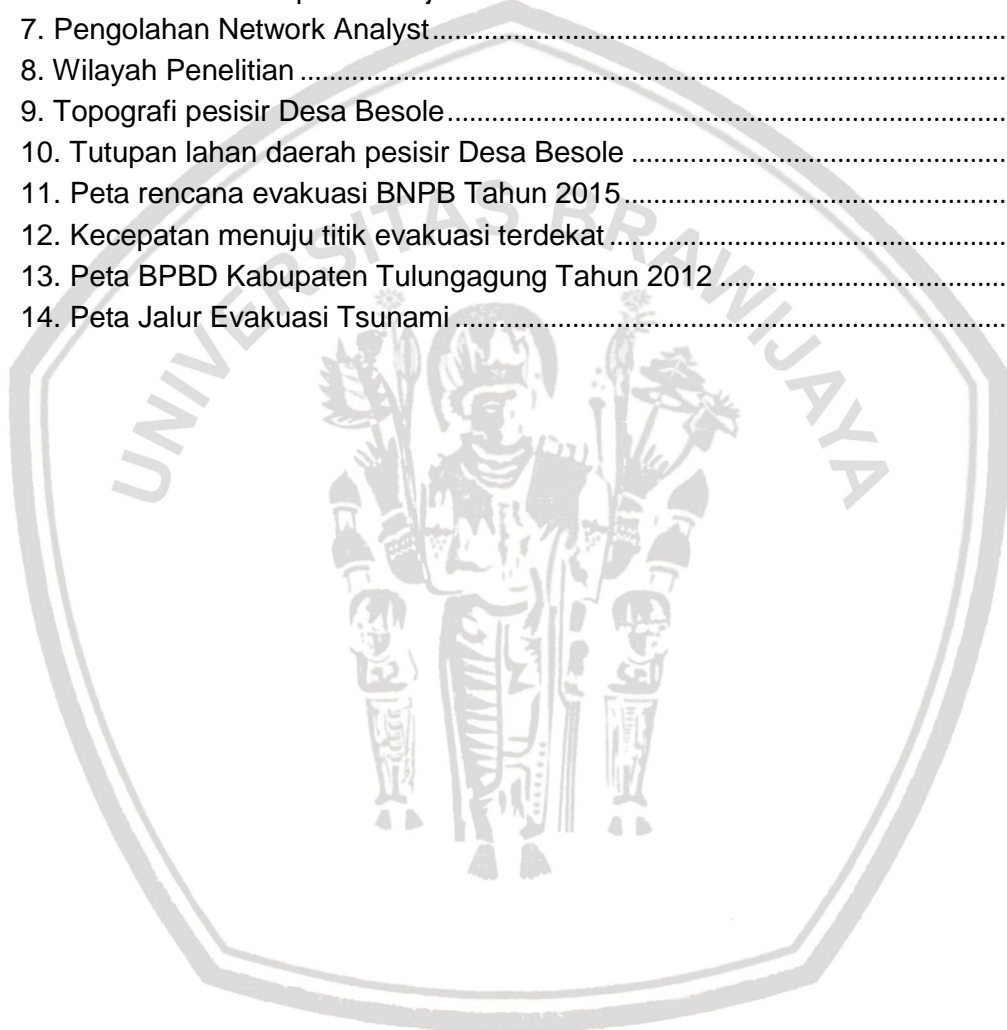 7. Pengolahan Network Analyst
8. Wilayah Penelitian
9. Topografi pesisir Desa Besole
10. Tutupan lahan daerah pesisir Desa Besole
11. Peta rencana evakuasi BNPB Tahun 2015
12. Kecepatan menuju titik evakuasi terdekat
13. Peta BPBD Kabupaten Tulungagung Tahun 2012
14. Peta Jalur Evakuasi Tsunami
UNIVERSITAS BRAWIJAYA